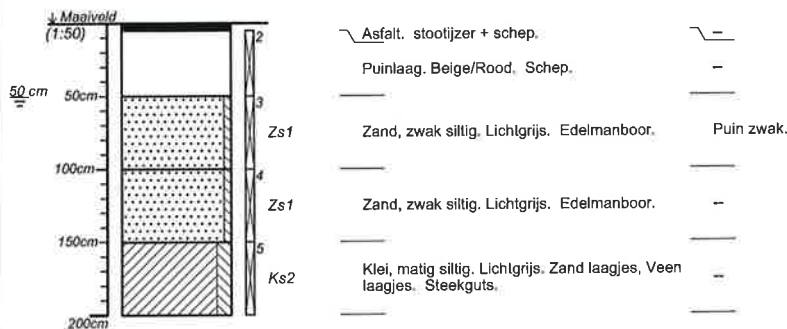 Maaiveld
(1:50)
2
Asfalt. stootijzer + schep.
-
Puinlaag. Beige/Rood. Schep.
-
50 cm
50cm
3
Zs1
Zand, zwak siltig. Lichtgrijs. Edelmanboor.
Puin zwak.
100cm
4
Zs1
Zand, zwak siltig. Lichtgrijs. Edelmanboor.
-
150cm
5
Ks2
Klei, matig siltig. Lichtgrijs. Zand laagjes, Veen
laagjes. Steekguts.
-
200cm